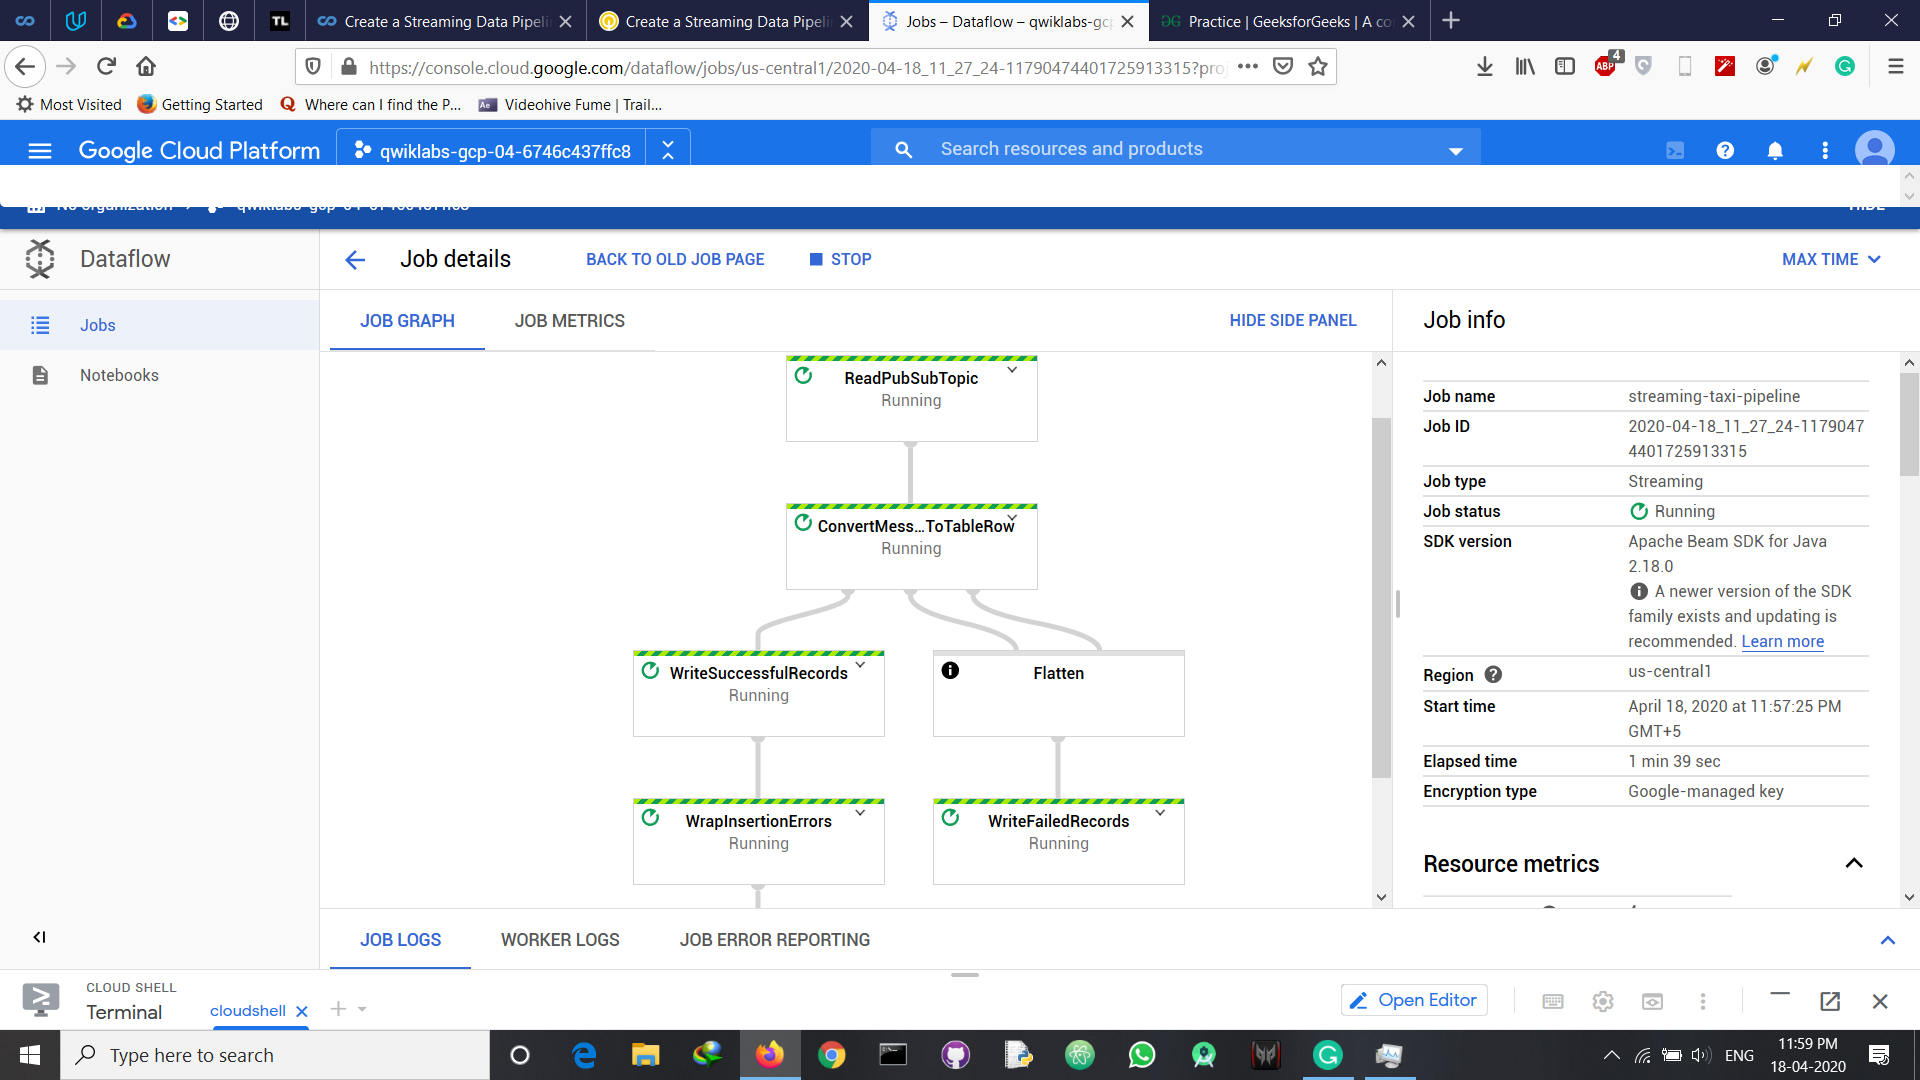 Create a Streaming Data Pipeli
Create a Streaming Data Pipeli
Jobs – Dataflow – qwiklabs-gcp
Practice | GeeksforGeeks | A co
TL
https://console.cloud.google.com/dataflow/jobs/us-central1/2020-04-18_11_27_24-11790474401725913315?proj
ABP
4
Most Visited
Getting Started
Where can I find the P...
Ae
Videohive Fume | Trail...
Google Cloud Platform
qwiklabs-gcp-04-6746c437ffc8
Search resources and products
Dataflow
Job details
BACK TO OLD JOB PAGE
STOP
MAX TIME
Jobs
Notebooks
JOB GRAPH
JOB METRICS
HIDE SIDE PANEL
ReadPubSubTopic
Running
ConvertMess...ToTableRow
Running
WriteSuccessfulRecords
Running
Flatten
WrapInsertionErrors
Running
WriteFailedRecords
Running
Job info
Job name streaming-taxi-pipeline
Job ID 2020-04-18_11_27_24-1179047
4401725913315
Job type Streaming
Job status Running
SDK version Apache Beam SDK for Java
2.18.0
A newer version of the SDK
family exists and updating is
recommended. Learn more
Region us-central1
Start time April 18, 2020 at 11:57:25 PM
GMT+5
Elapsed time 1 min 39 sec
Encryption type Google-managed key
Resource metrics
JOB LOGS
WORKER LOGS
JOB ERROR REPORTING
CLOUD SHELL
Terminal
cloudshell
Open Editor
Type here to search
ENG
11:59 PM
18-04-2020